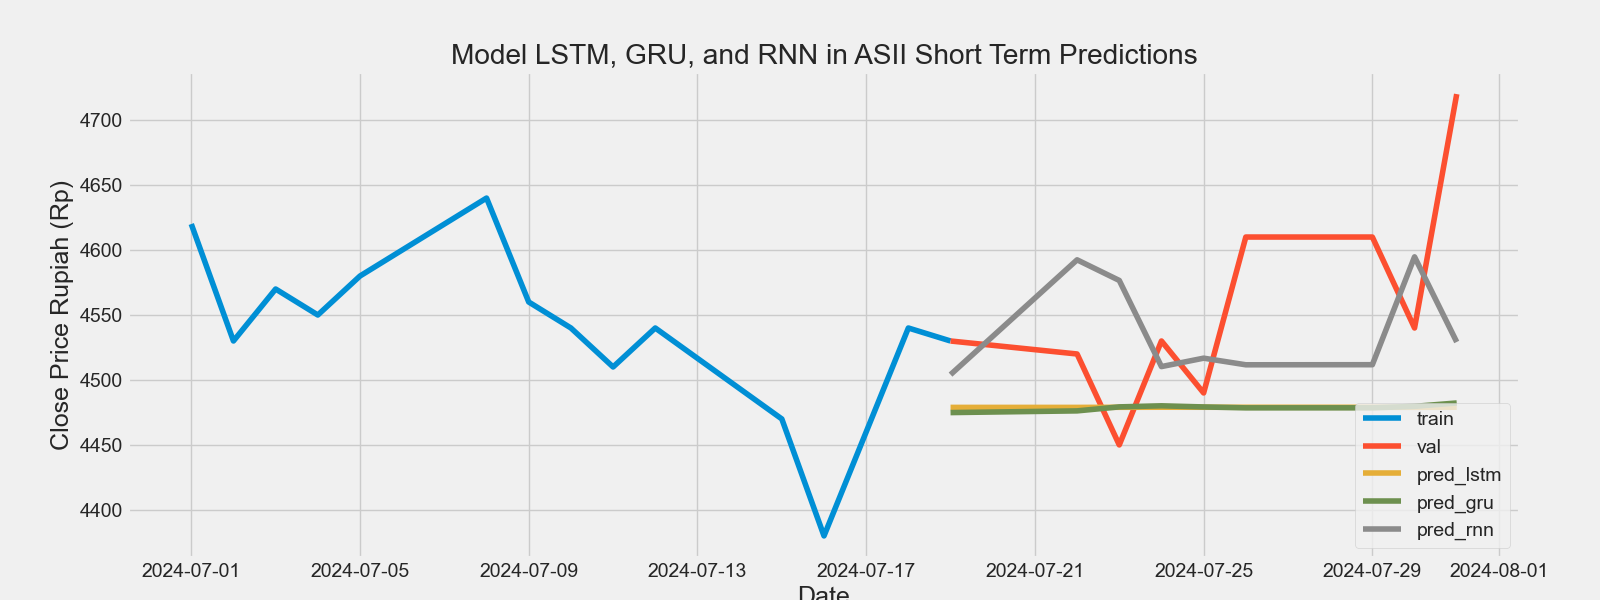 Model LSTM, GRU, and RNN in ASII Short Term Predictions
Close Price Rupiah (Rp)
4700
4650
4600
4550
4500
4450
4400
train
val
pred_lstm
pred_gru
pred_rnn
2024-07-01 2024-07-05 2024-07-09 2024-07-13 2024-07-17 2024-07-21 2024-07-25 2024-07-29 2024-08-01
Date